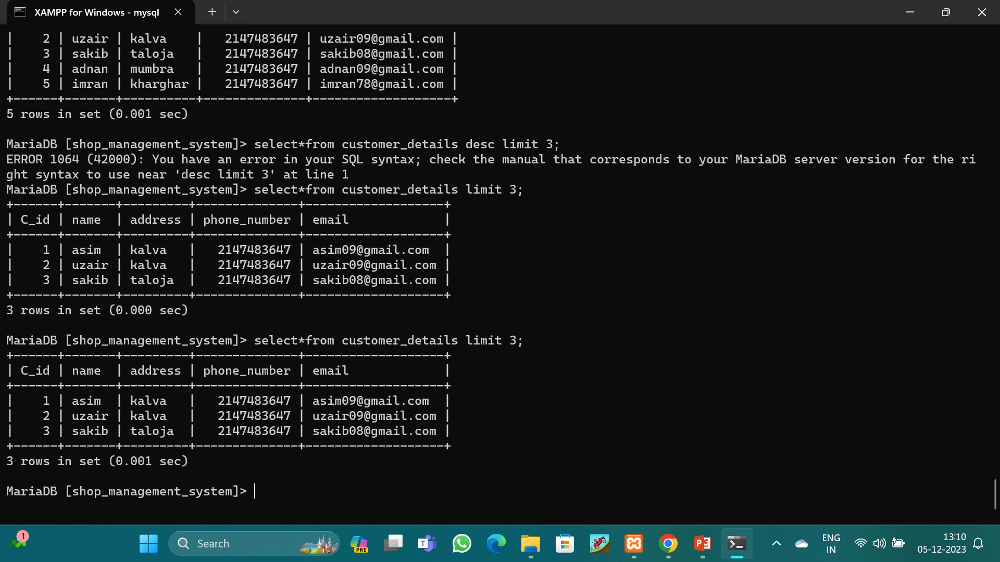 XAMPP for Windows - mysql
|    2 | uzair | kalva    |   2147483647 | uzair09@gmail.com |
|    3 | sakib | taloja   |   2147483647 | sakib08@gmail.com |
|    4 | adnan | mumbra   |   2147483647 | adnan09@gmail.com |
|    5 | imran | kharghar |   2147483647 | imran78@gmail.com |
+------+-------+----------+--------------+-------------------+
5 rows in set (0.001 sec)
MariaDB [shop_management_system]> select*from customer_details desc limit 3;
ERROR 1064 (42000): You have an error in your SQL syntax; check the manual that corresponds to your MariaDB server version for the ri
ght syntax to use near 'desc limit 3' at line 1
MariaDB [shop_management_system]> select*from customer_details limit 3;
+------+-------+---------+--------------+-------------------+
| C_id | name  | address | phone_number | email             |
+------+-------+---------+--------------+-------------------+
|    1 | asim  | kalva   |   2147483647 | asim09@gmail.com  |
|    2 | uzair | kalva   |   2147483647 | uzair09@gmail.com |
|    3 | sakib | taloja  |   2147483647 | sakib08@gmail.com |
+------+-------+---------+--------------+-------------------+
3 rows in set (0.000 sec)
MariaDB [shop_management_system]> select*from customer_details limit 3;
+------+-------+---------+--------------+-------------------+
| C_id | name  | address | phone_number | email             |
+------+-------+---------+--------------+-------------------+
|    1 | asim  | kalva   |   2147483647 | asim09@gmail.com  |
|    2 | uzair | kalva   |   2147483647 | uzair09@gmail.com |
|    3 | sakib | taloja  |   2147483647 | sakib08@gmail.com |
+------+-------+---------+--------------+-------------------+
3 rows in set (0.001 sec)
MariaDB [shop_management_system]>
1
Search
PRE
ENG
IN
13:10
05-12-2023